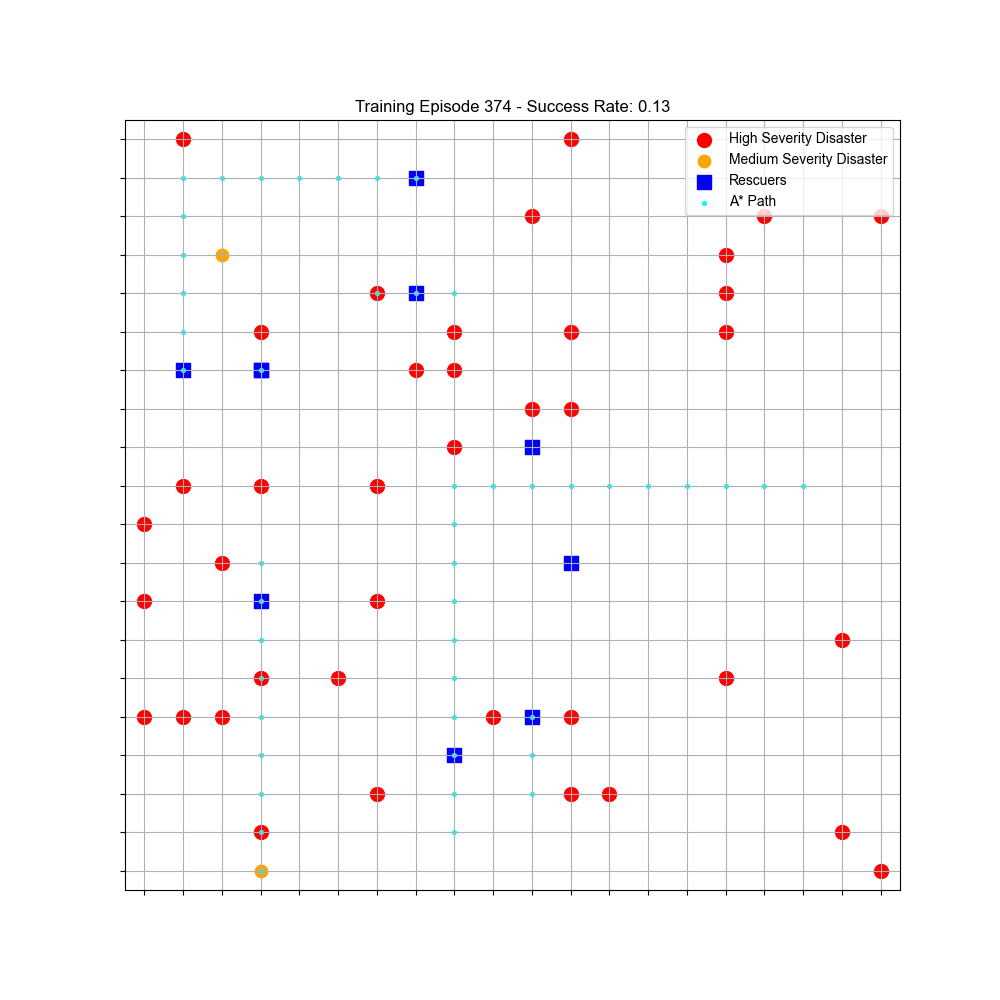 Training Episode 374 - Success Rate: 0.13
High Severity Disaster
Medium Severity Disaster
Rescuers
A* Path